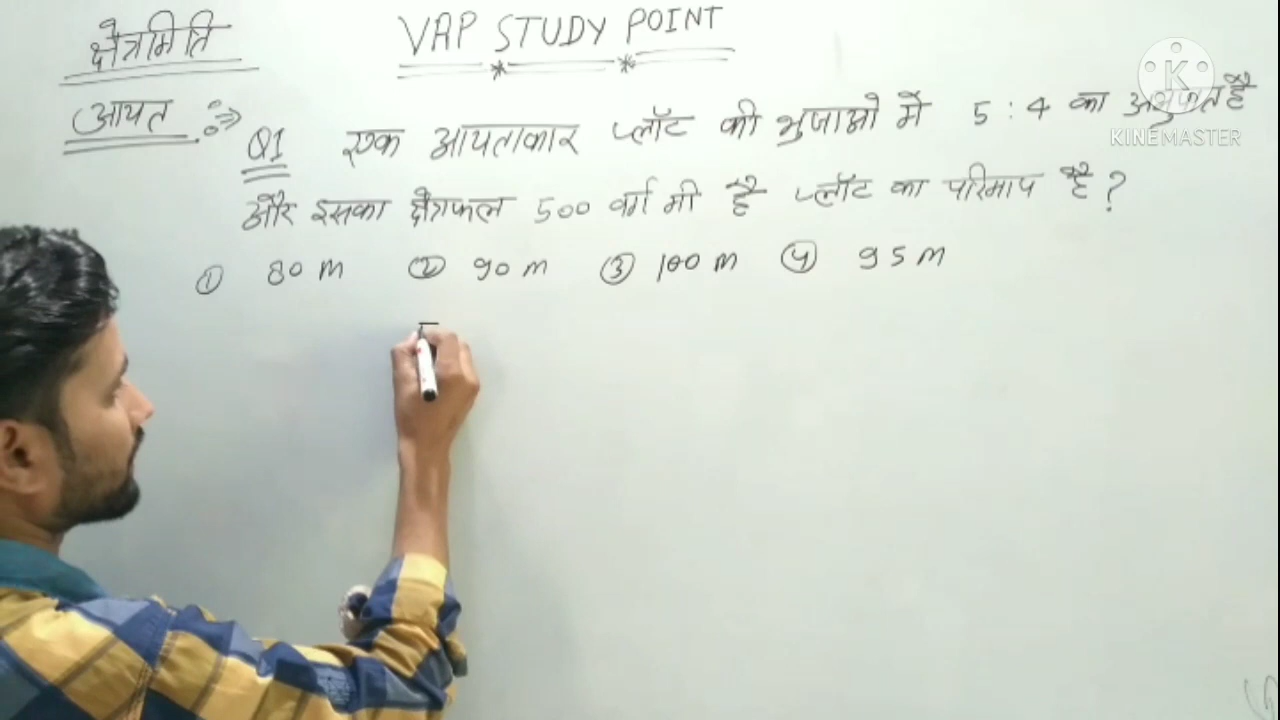 क्षैत्रमिति
VAP STUDY POINT
आयत :⇒
Q1 एक आयताकार प्लॉट की भुजाओ में 5 : 4 का अनुपात है
और इसका क्षैत्रफल 500 वर्ग मी है प्लॉट का परिमाप है ?
① 80 m ② 90 m ③ 100 m ④ 95 m
K
KINEMASTER